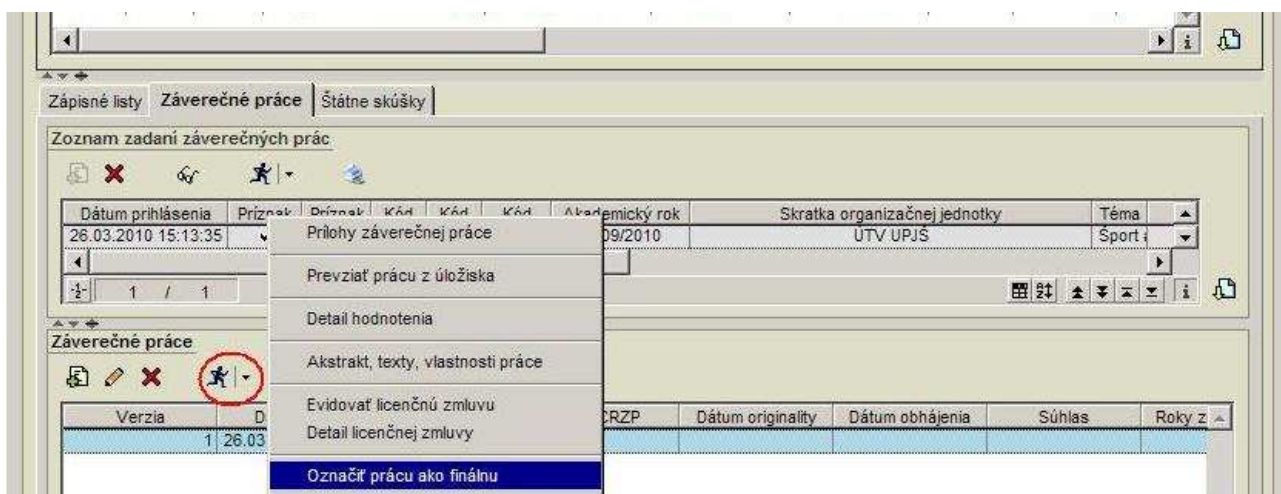 Zápisné listy Záverečné práce Štátne skúšky
Zoznam zadaní záverečných prác
Dátum prihlásenia Príznak Príznak Kód Kód Kód Akademický rok Skratka organizačnej jednotky Téma
26.03.2010 15:13:35 09/2010 ÚTV UPJŠ Šport
Prílohy záverečnej práce
Prevziať prácu z úložiska
1 / 1
Detail hodnotenia
Záverečné práce
Akstrakt, texty, vlastnosti práce
Evidovať licenčnú zmluvu
Verzia D CRZP Dátum originality Dátum obhájenia Súhlas Roky z
Detail licenčnej zmluvy
1 26.03
Označiť prácu ako finálnu